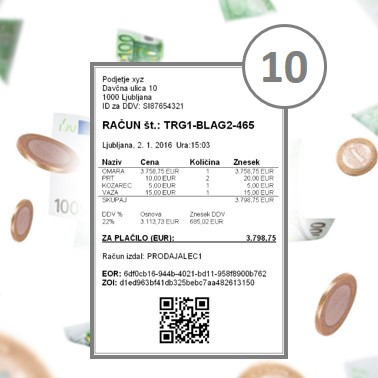 10
Podjetje xyz
Davčna ulica 10
1000 Ljubljana
ID za DDV: SI87654321
RAČUN št.: TRG1-BLAG2-465
Ljubljana, 2. 1. 2016 Ura:15:03
Naziv Cena Količina Znesek
OMARA 3.758,75 EUR 1 3.758,75 EUR
PRT 10,00 EUR 2 20,00 EUR
KOZAREC 5,00 EUR 1 5,00 EUR
VAZA 15,00 EUR 1 15,00 EUR
SKUPAJ 3.798,75 EUR
DDV % Osnova Znesek DDV
22% 3.113,73 EUR 685,02 EUR
ZA PLAČILO (EUR): 3.798,75
Račun izdal: PRODAJALEC1
EOR: 6df0cb16-944b-4021-bd11-958f8900b762
ZOI: d1ed963bf41db325bebc7aa482613150
100